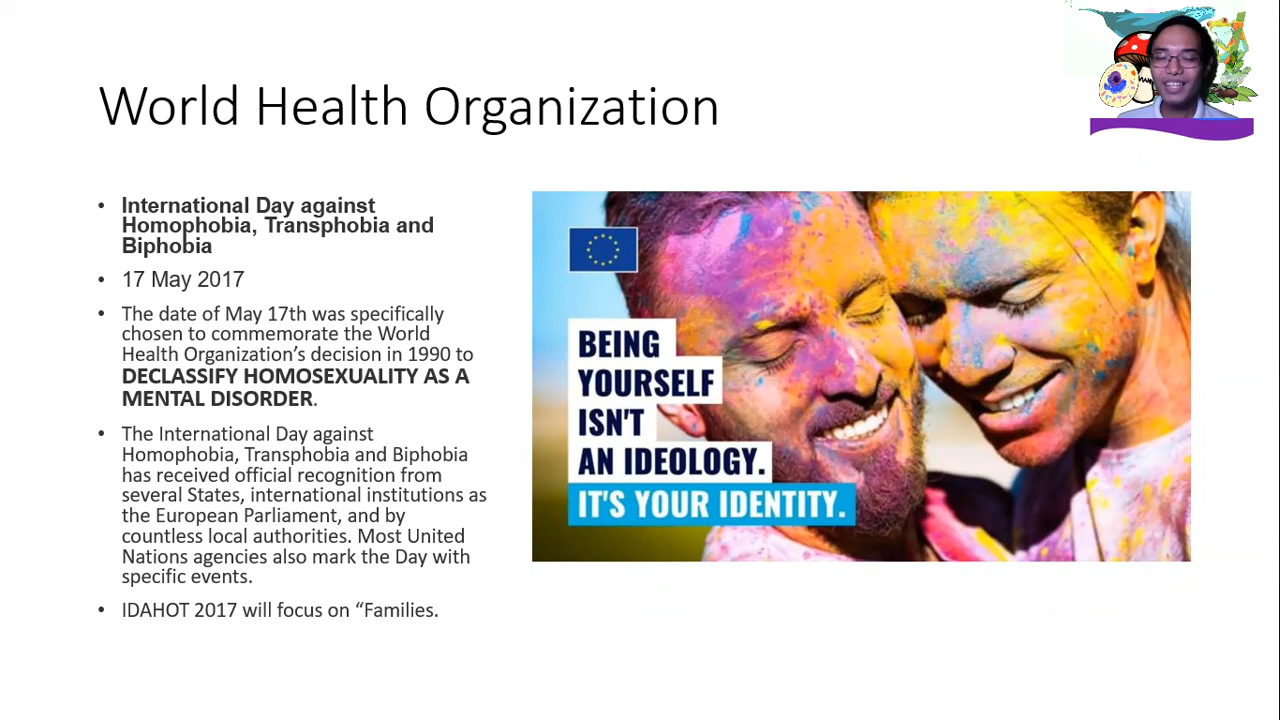 World Health Organization
• International Day against
Homophobia, Transphobia and
Biphobia
• 17 May 2017
• The date of May 17th was specifically
chosen to commemorate the World
Health Organization’s decision in 1990 to
DECLASSIFY HOMOSEXUALITY AS A
MENTAL DISORDER.
• The International Day against
Homophobia, Transphobia and Biphobia
has received official recognition from
several States, international institutions as
the European Parliament, and by
countless local authorities. Most United
Nations agencies also mark the Day with
specific events.
• IDAHOT 2017 will focus on “Families.
BEING
YOURSELF
ISN'T
AN IDEOLOGY.
IT'S YOUR IDENTITY.